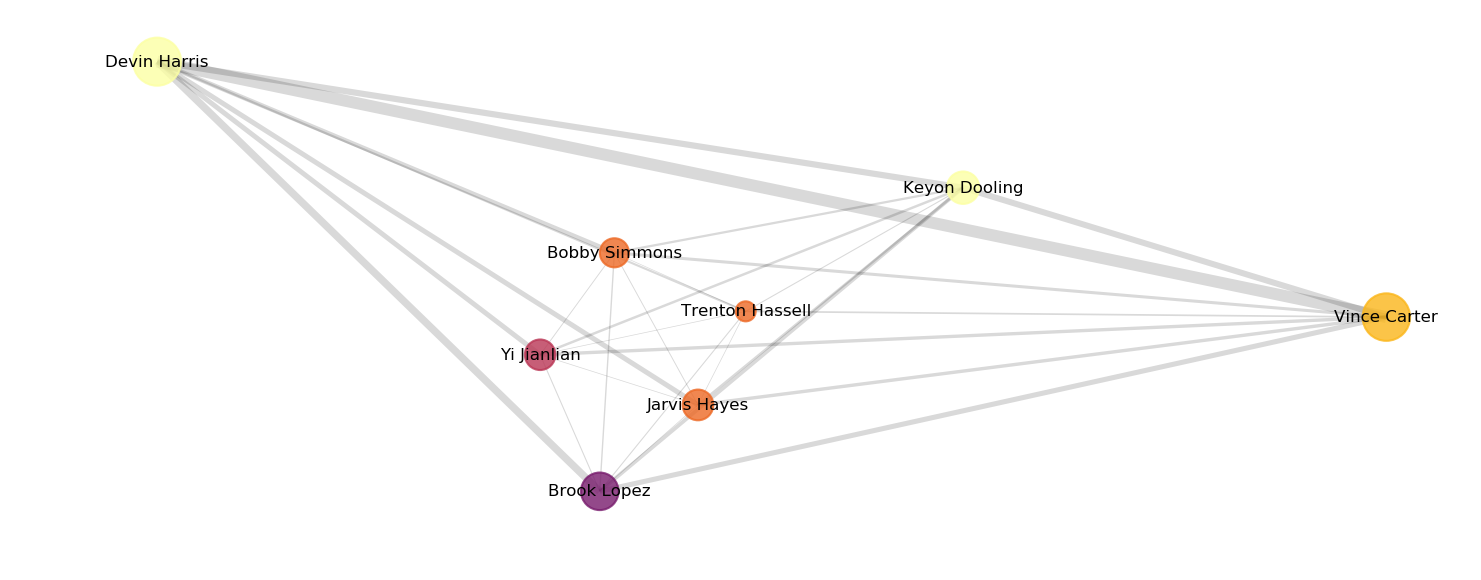 Devin Harris
Keyon Dooling
Bobby Simmons
Trenton Hassell
Vince Carter
Yi Jianlian
Jarvis Hayes
Brook Lopez